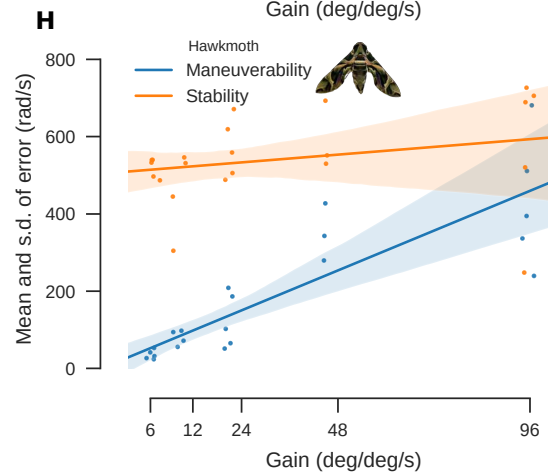 Gain (deg/deg/s)
H
Hawkmoth
Maneuverability
Stability
Mean and s.d. of error (rad/s)
800
600
400
200
0
6 12 24 48 96
Gain (deg/deg/s)